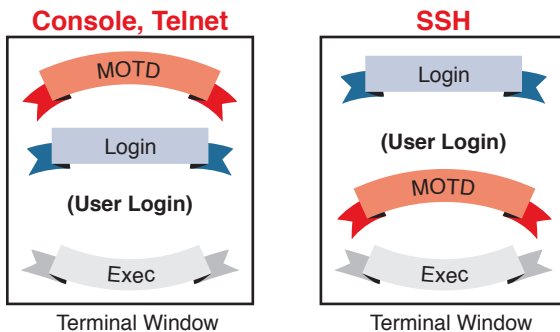 Console, Telnet
MOTD
Login
(User Login)
Exec
Terminal Window
SSH
Login
(User Login)
MOTD
Exec
Terminal Window